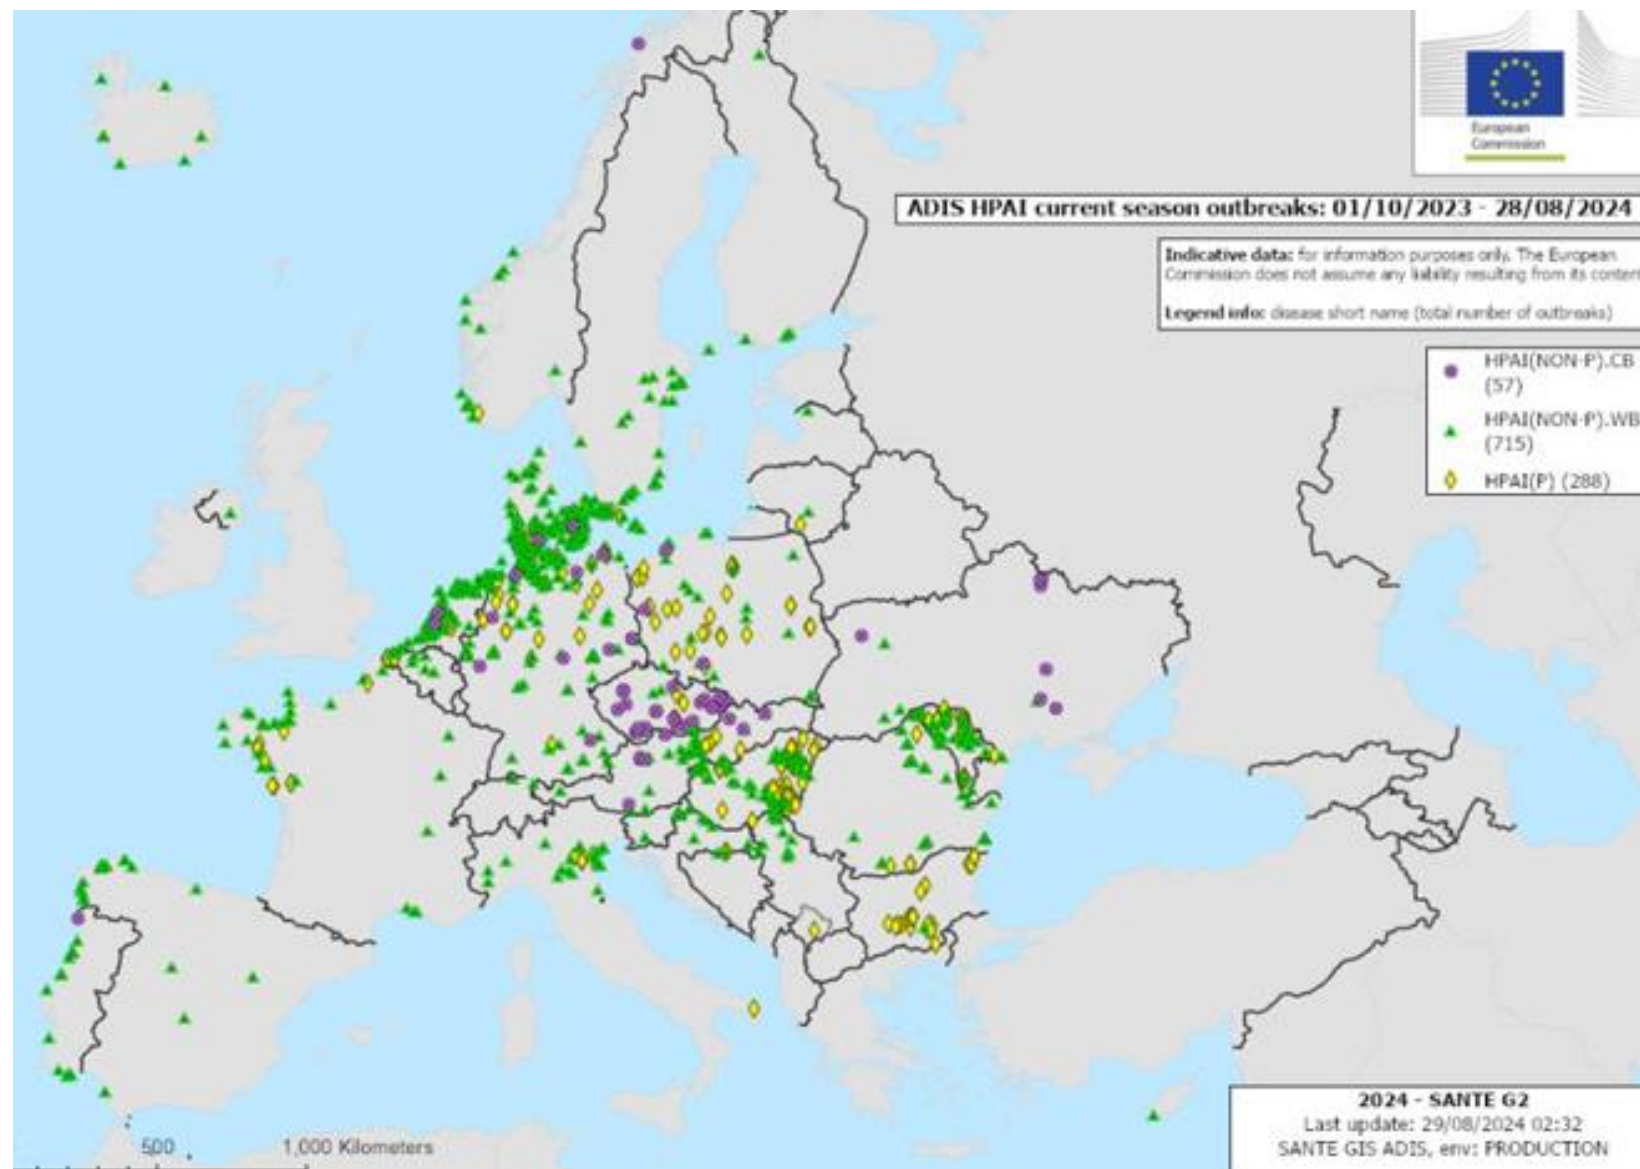 European
Commission
ADIS HPAI current season outbreaks: 01/10/2023 - 28/08/2024
Indicative data: for information purposes only. The European
Commission does not assume any liability resulting from its content
Legend info: disease short name (total number of outbreaks)
HPAI(NON-P).CB
(57)
HPAI(NON-P).WB
(715)
HPAI(P) (288)
500
1,000 Kilometers
2024 - SANTE G2
Last update: 29/08/2024 02:32
SANTE GIS ADIS, env: PRODUCTION